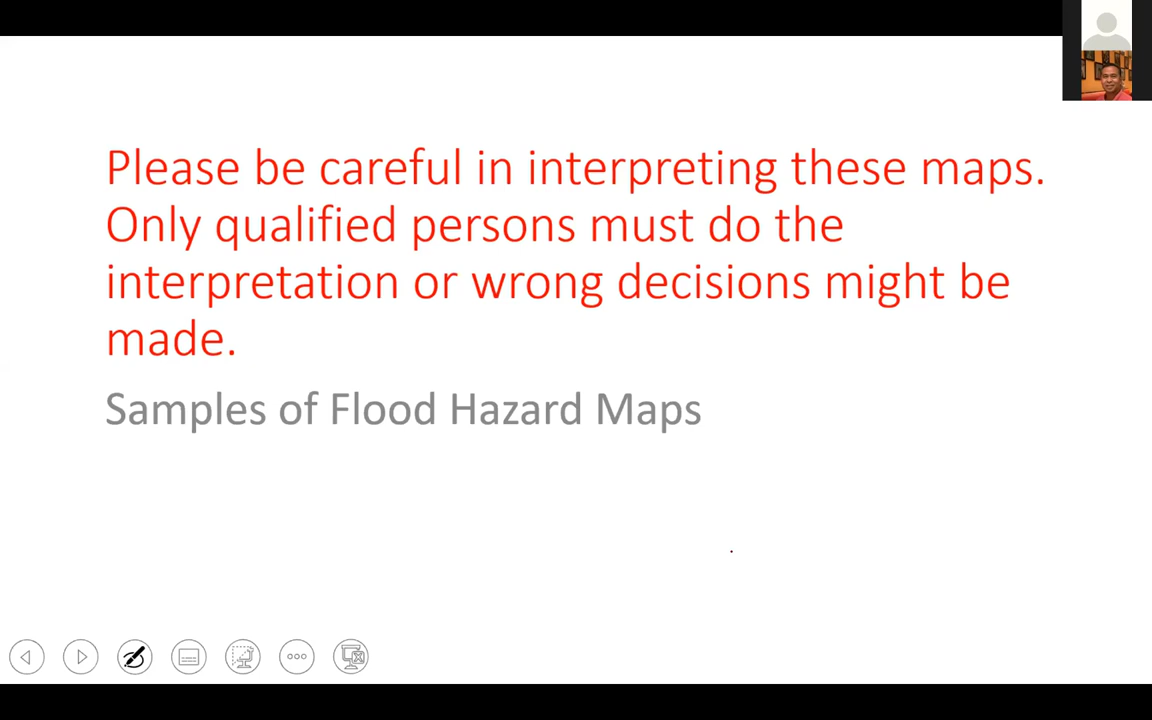 Please be careful in interpreting these maps.
Only qualified persons must do the
interpretation or wrong decisions might be
made.
Samples of Flood Hazard Maps